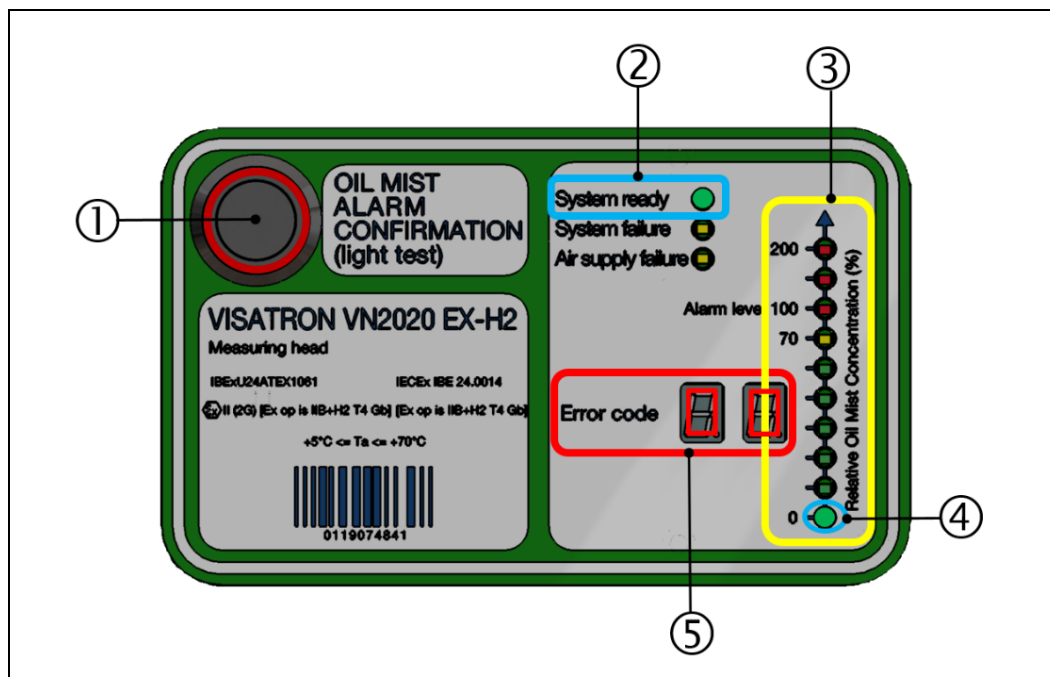 ①
②
③
④
⑤
OIL MIST
ALARM
CONFIRMATION
(light test)
VISATRON VN2020 EX-H2
Measuring head
IBExU24ATEX1061
IECEx IBE 24.0014
II (2G) [Ex op is IIB+H2 T4 Gb] [Ex op is IIB+H2 T4 Gb]
+5°C <= Ta <= +70°C
0119074841
System ready
System failure
Air supply failure
200
Alarm level 100
70
0
Relative Oil Mist Concentration (%)
Error code